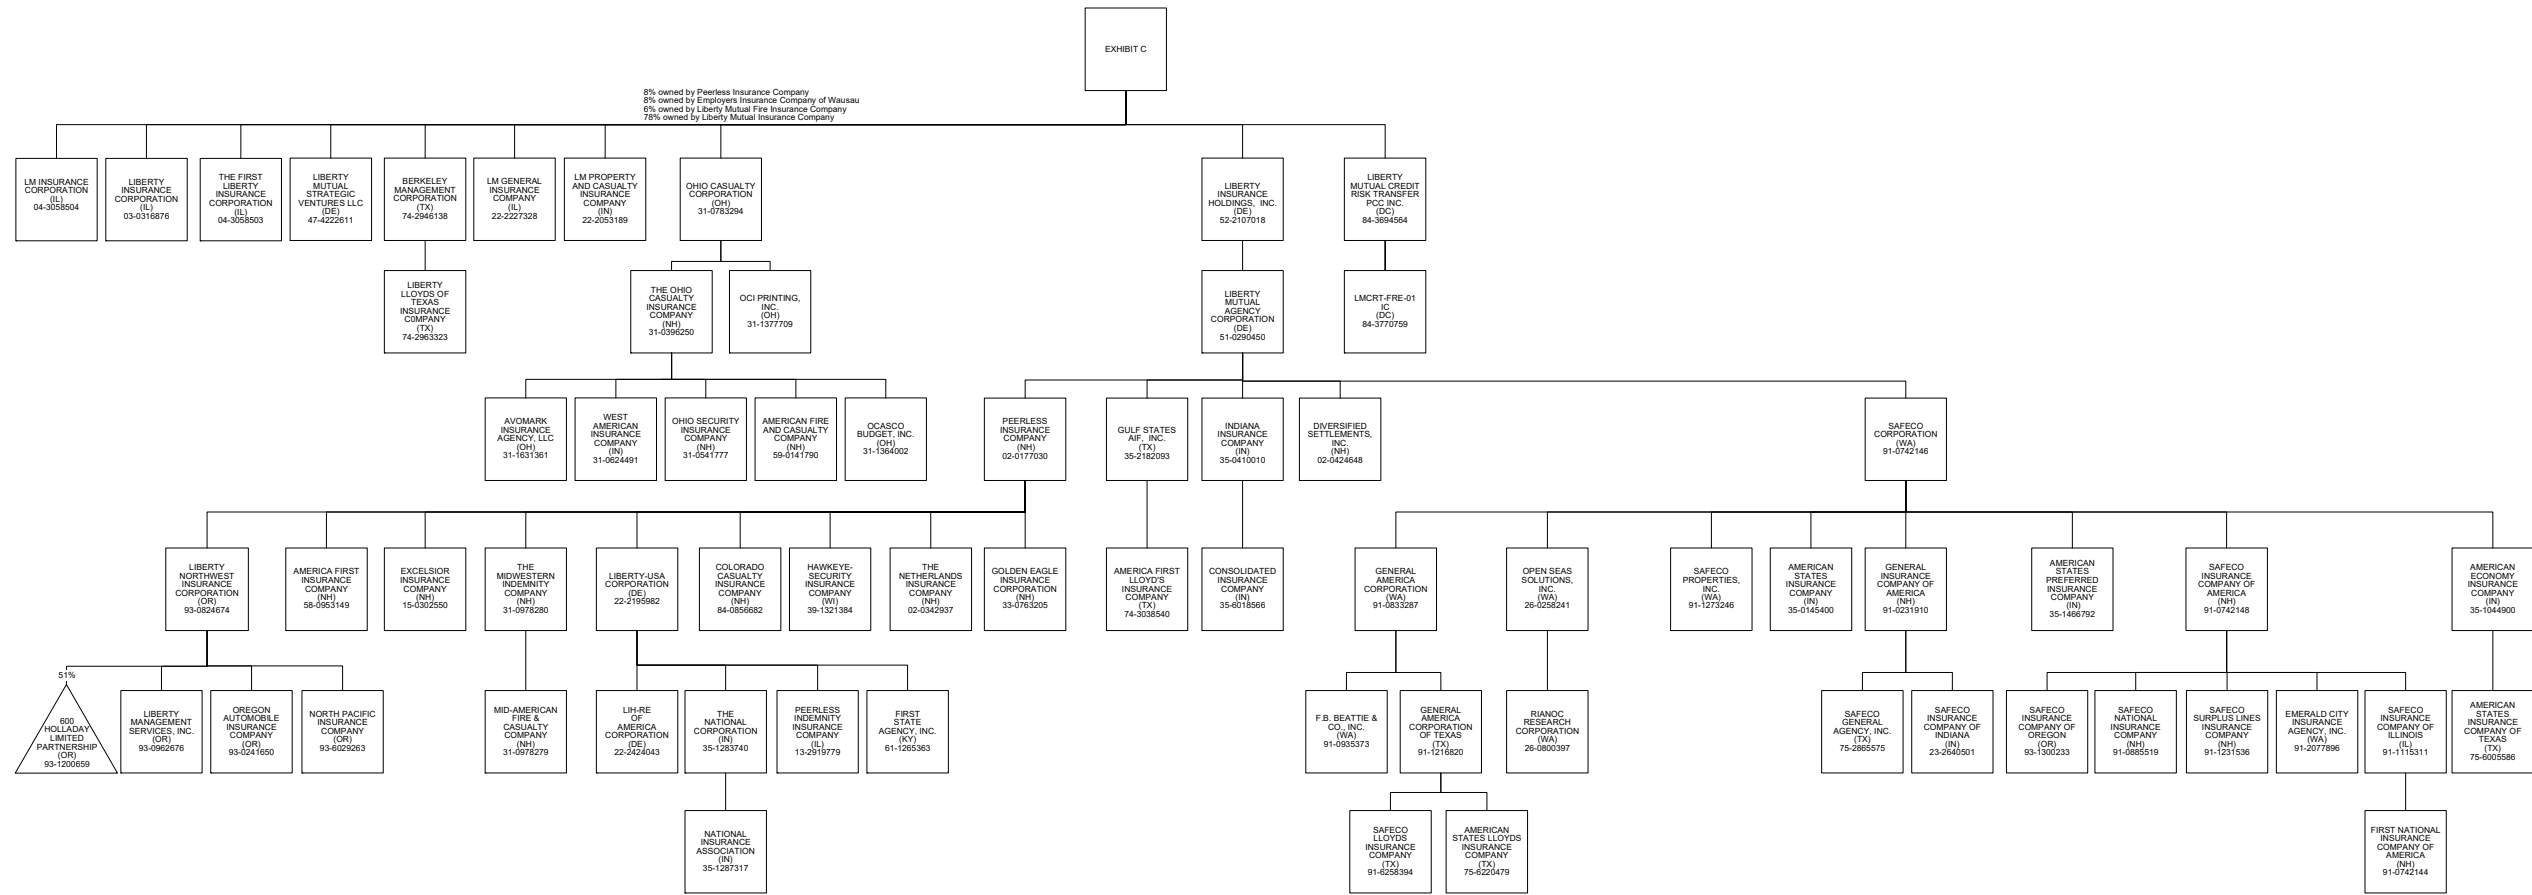 EXHIBIT C
8% owned by Peerless Insurance Company
8% owned by Employers Insurance Company of Wausau
6% owned by Liberty Mutual Fire Insurance Company
78% owned by Liberty Mutual Insurance Company
LM INSURANCE
CORPORATION
(IL)
04-3058504
LIBERTY
INSURANCE
CORPORATION
(IL)
03-0316876
THE FIRST
LIBERTY
INSURANCE
CORPORATION
(IL)
04-3058503
LIBERTY
MUTUAL
STRATEGIC
VENTURES LLC
(DE)
47-4222611
BERKELEY
MANAGEMENT
CORPORATION
(TX)
74-2946138
LM GENERAL
INSURANCE
COMPANY
(IL)
22-2227328
LM PROPERTY
AND CASUALTY
INSURANCE
COMPANY
(IN)
22-2053189
OHIO CASUALTY
CORPORATION
(OH)
31-0783294
LIBERTY
INSURANCE
HOLDINGS, INC.
(DE)
52-2107018
LIBERTY
MUTUAL CREDIT
RISK TRANSFER
PCC INC.
(DC)
84-3694564
LIBERTY
LLOYDS OF
TEXAS
INSURANCE
COMPANY
(TX)
74-2963323
THE OHIO
CASUALTY
INSURANCE
COMPANY
(NH)
31-0396250
OCI PRINTING,
INC.
(OH)
31-1377709
LIBERTY
MUTUAL
AGENCY
CORPORATION
(DE)
51-0290450
LMCRT-FRE-01
IC
(DC)
84-3770759
AVOMARK
INSURANCE
AGENCY, LLC
(OH)
31-1631361
WEST
AMERICAN
INSURANCE
COMPANY
(IN)
31-0624491
OHIO SECURITY
INSURANCE
COMPANY
(NH)
31-0541777
AMERICAN FIRE
AND CASUALTY
COMPANY
(NH)
59-0141790
OCASCO
BUDGET, INC.
(OH)
31-1364002
PEERLESS
INSURANCE
COMPANY
(NH)
02-0177030
GULF STATES
AIF, INC.
(TX)
35-2182093
INDIANA
INSURANCE
COMPANY
(IN)
35-0410010
DIVERSIFIED
SETTLEMENTS,
INC.
(NH)
02-0424648
SAFECO
CORPORATION
(WA)
91-0742146
LIBERTY
NORTHWEST
INSURANCE
CORPORATION
(OR)
93-0824674
AMERICA FIRST
INSURANCE
COMPANY
(NH)
58-0953149
EXCELSIOR
INSURANCE
COMPANY
(NH)
15-0302550
THE
MIDWESTERN
INDEMNITY
COMPANY
(NH)
31-0978280
LIBERTY-USA
CORPORATION
(DE)
22-2195982
COLORADO
CASUALTY
INSURANCE
COMPANY
(NH)
84-0856682
HAWKEYE-
SECURITY
INSURANCE
COMPANY
(WI)
39-1321384
THE
NETHERLANDS
INSURANCE
COMPANY
(NH)
02-0342937
GOLDEN EAGLE
INSURANCE
CORPORATION
(NH)
33-0763205
AMERICA FIRST
LLOYD'S
INSURANCE
COMPANY
(TX)
74-3038540
CONSOLIDATED
INSURANCE
COMPANY
(IN)
35-6018566
GENERAL
AMERICA
CORPORATION
(WA)
91-0833287
OPEN SEAS
SOLUTIONS,
INC.
(WA)
26-0258241
SAFECO
PROPERTIES,
INC.
(WA)
91-1273246
AMERICAN
STATES
INSURANCE
COMPANY
(IN)
35-0145400
GENERAL
INSURANCE
COMPANY OF
AMERICA
(NH)
91-0231910
AMERICAN
STATES
PREFERRED
INSURANCE
COMPANY
(IN)
35-1466792
SAFECO
INSURANCE
COMPANY OF
AMERICA
(NH)
91-0742148
AMERICAN
ECONOMY
INSURANCE
COMPANY
(IN)
35-1044900
51%
600
HOLLADAY
LIMITED
PARTNERSHIP
(OR)
93-1200659
LIBERTY
MANAGEMENT
SERVICES, INC.
(OR)
93-0962676
OREGON
AUTOMOBILE
INSURANCE
COMPANY
(OR)
93-0241650
NORTH PACIFIC
INSURANCE
COMPANY
(OR)
93-6029263
MID-AMERICAN
FIRE &
CASUALTY
COMPANY
(NH)
31-0978279
LIH-RE
OF
AMERICA
CORPORATION
(DE)
22-2424043
THE
NATIONAL
CORPORATION
(IN)
35-1283740
PEERLESS
INDEMNITY
INSURANCE
COMPANY
(IL)
13-2919779
FIRST
STATE
AGENCY, INC.
(KY)
61-1265363
F.B. BEATTIE &
CO., INC.
(WA)
91-0935373
GENERAL
AMERICA
CORPORATION
OF TEXAS
(TX)
91-1216820
RIANOC
RESEARCH
CORPORATION
(WA)
26-0800397
SAFECO
GENERAL
AGENCY, INC.
(TX)
75-2865575
SAFECO
INSURANCE
COMPANY OF
INDIANA
(IN)
23-2640501
SAFECO
INSURANCE
COMPANY OF
OREGON
(OR)
93-1300233
SAFECO
NATIONAL
INSURANCE
COMPANY
(NH)
91-0885519
SAFECO
SURPLUS LINES
INSURANCE
COMPANY
(NH)
91-1231536
EMERALD CITY
INSURANCE
AGENCY, INC.
(WA)
91-2077896
SAFECO
INSURANCE
COMPANY OF
ILLINOIS
(IL)
91-1115311
AMERICAN
STATES
INSURANCE
COMPANY OF
TEXAS
(TX)
75-6005586
NATIONAL
INSURANCE
ASSOCIATION
(IN)
35-1287317
SAFECO
LLOYDS
INSURANCE
COMPANY
(TX)
91-6258394
AMERICAN
STATES LLOYDS
INSURANCE
COMPANY
(TX)
75-6220479
FIRST NATIONAL
INSURANCE
COMPANY OF
AMERICA
(NH)
91-0742144